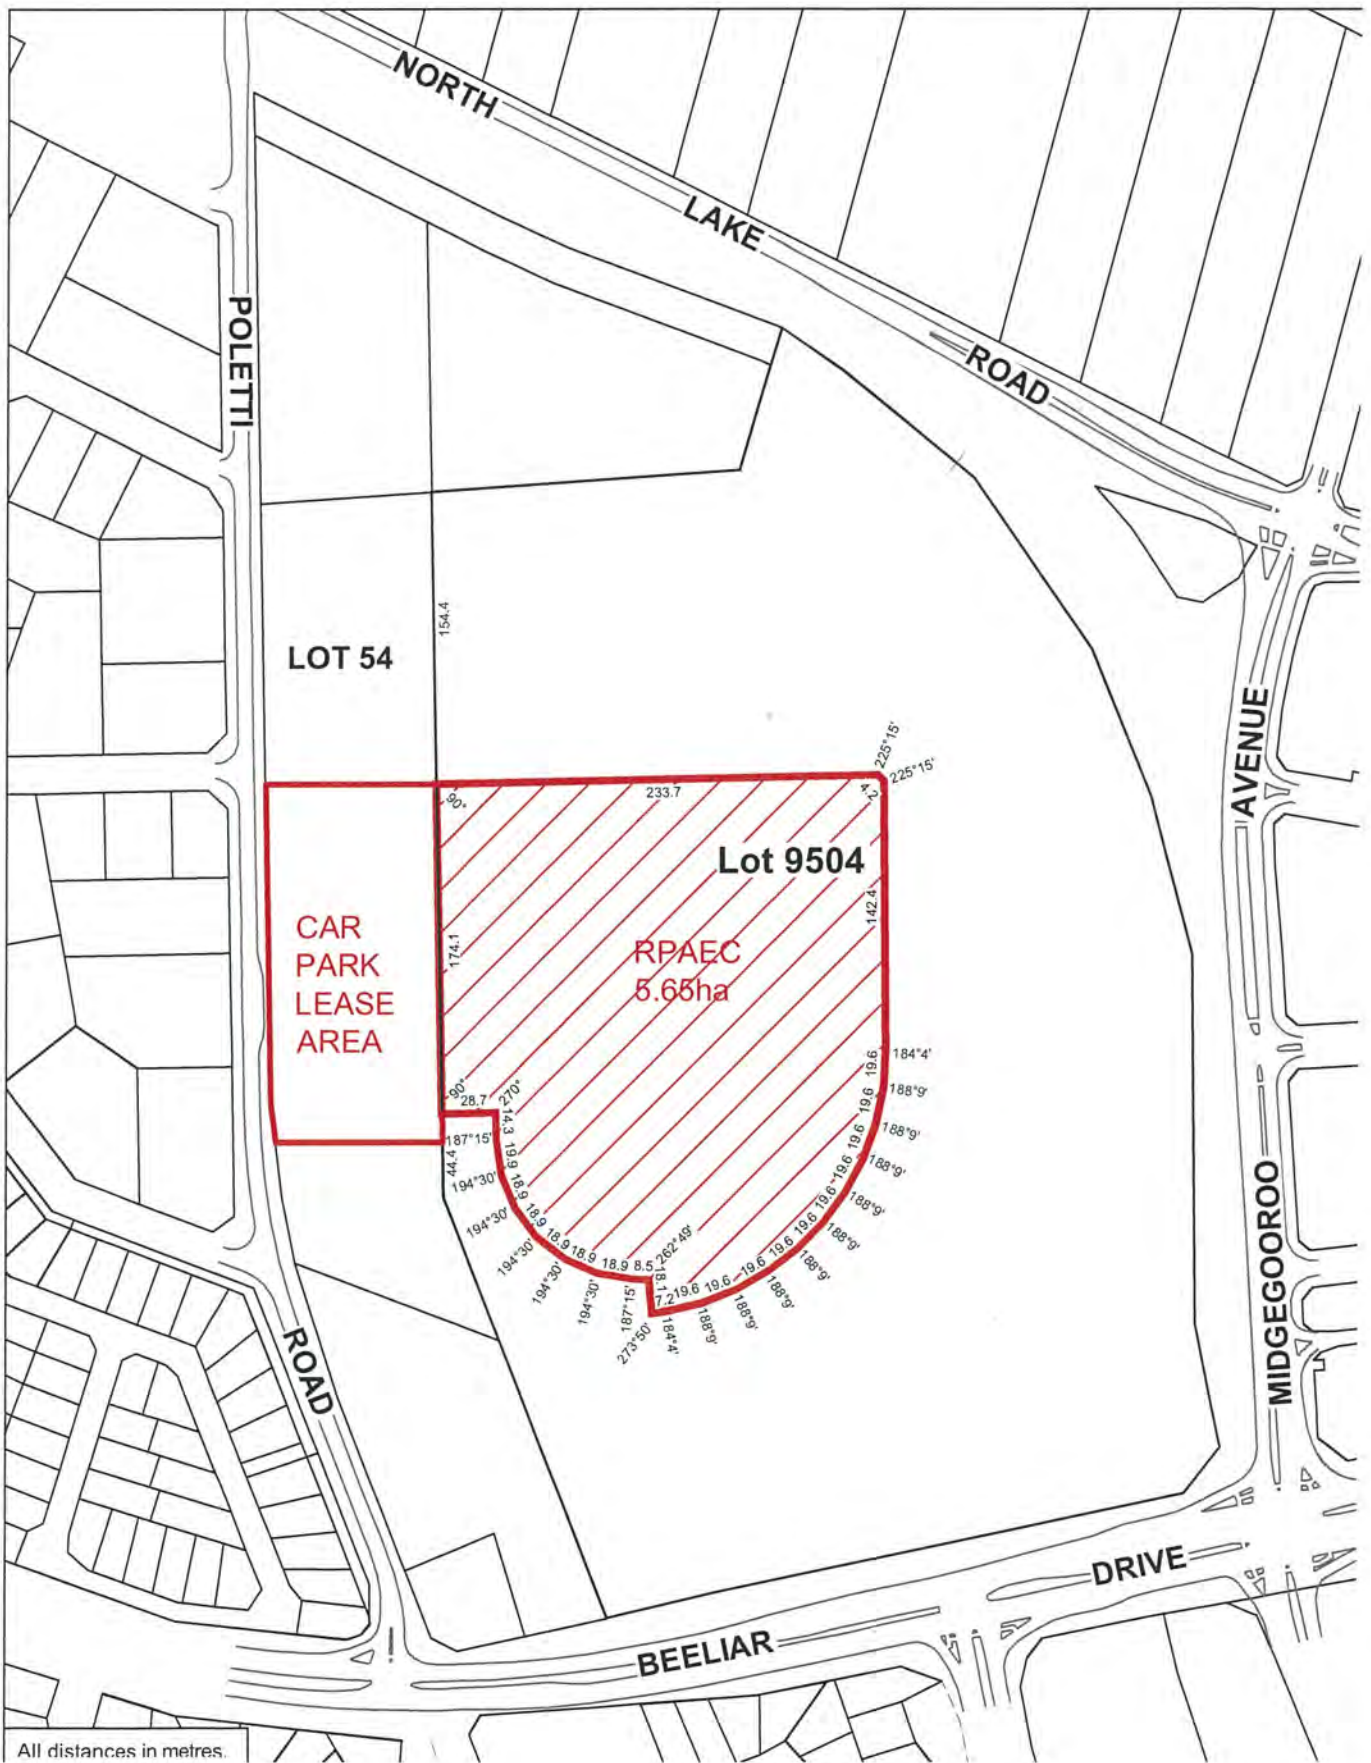 NORTH
LAKE
ROAD
POLETTI
154.4
LOT 54
AVENUE
225°15'
225°15'
90°
233.7
4.2
Lot 9504
142.4
CAR
PARK
LEASE
AREA
174.1
RPAEC
5.65ha
19.6
184°4'
90°
28.7
270°
14.3
19.6
188°9'
187°15'
44.4
19.9
19.6
188°9'
194°30'
18.9
19.6
188°9'
194°30'
18.9
19.6
188°9'
194°30'
18.9
19.6
188°9'
194°30'
18.9
19.6
188°9'
194°30'
18.9
8.5
262°49'
18.1
7.2
19.6
19.6
19.6
188°9'
187°15'
273°50'
184°4'
188°9'
188°9'
MIDGEGOOROO
ROAD
DRIVE
BEELIAR
All distances in metres.